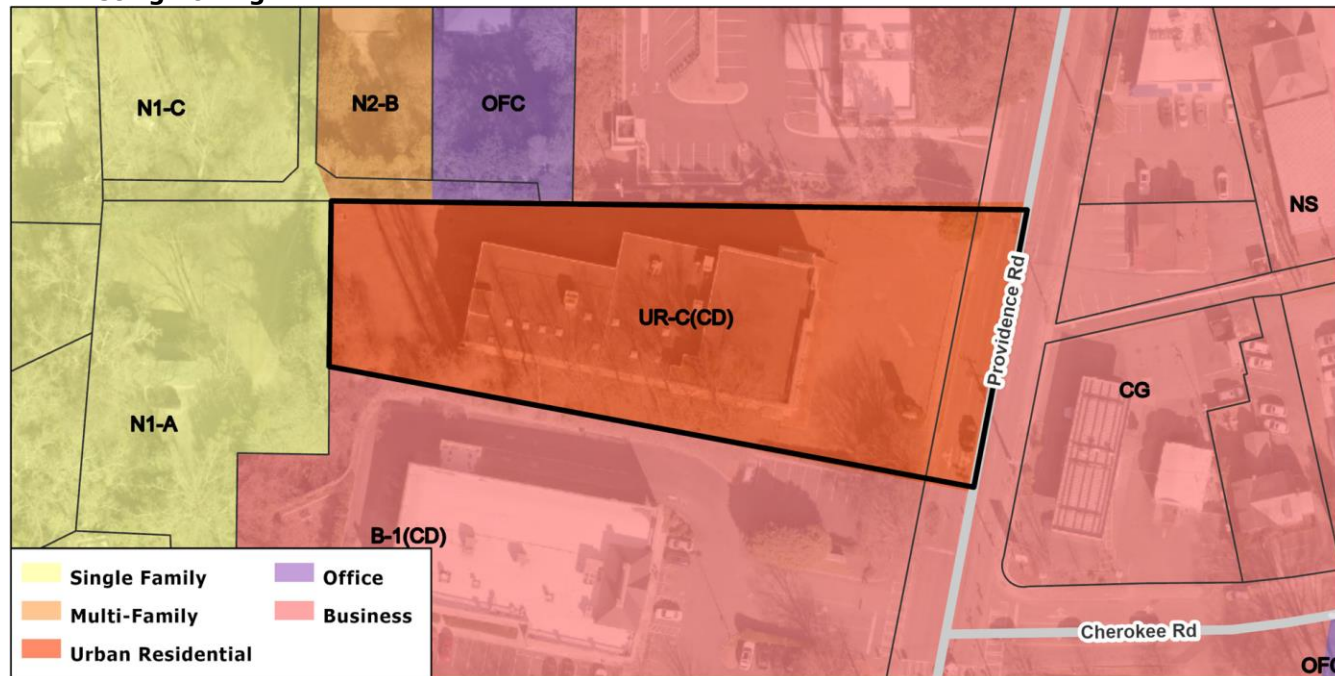 N1-C
N2-B
OFC
NS
UR-C(CD)
Providence Rd
CG
N1-A
B-1(CD)
Single Family
Office
Multi-Family
Business
Urban Residential
Cherokee Rd
OFC